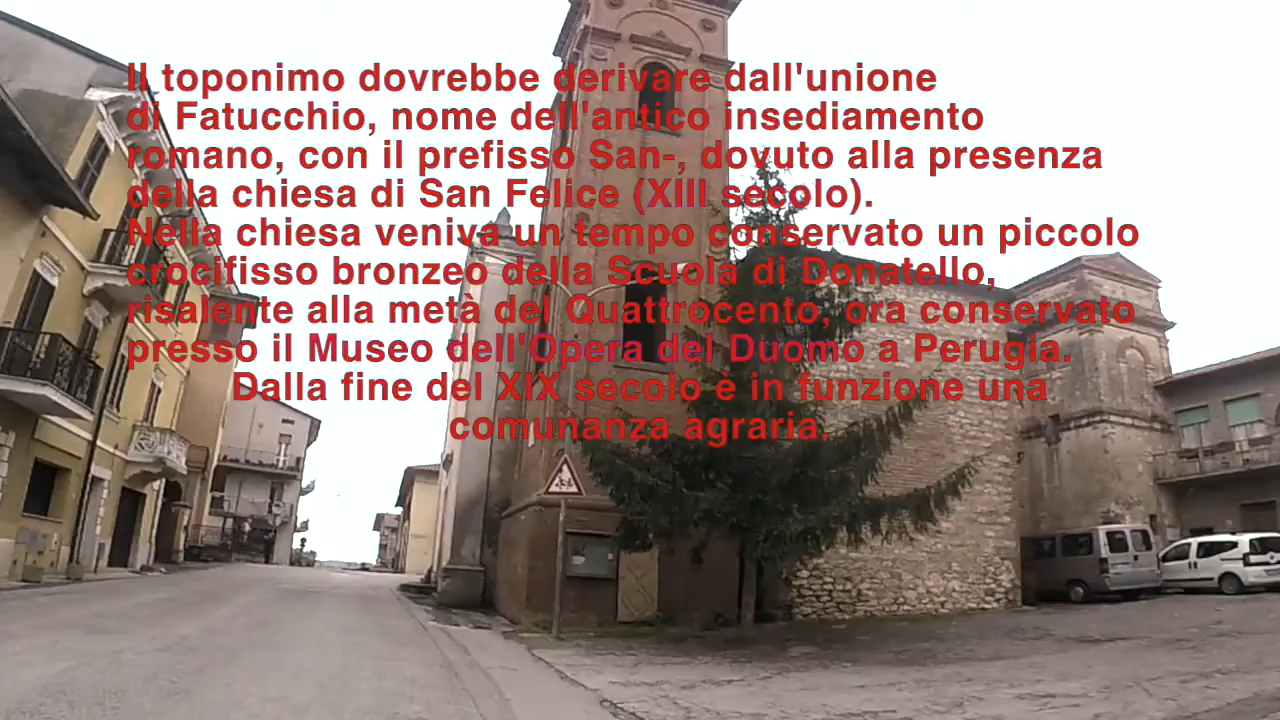 Il toponimo dovrebbe derivare dall'unione
di Fatucchio, nome dell'antico insediamento
romano, con il prefisso San-, dovuto alla presenza
della chiesa di San Felice (XIII secolo).
Nella chiesa veniva un tempo conservato un piccolo
crocifisso bronzeo della Scuola di Donatello,
risalente alla metà del Quattrocento, ora conservato
presso il Museo dell'Opera del Duomo a Perugia.
Dalla fine del XIX secolo è in funzione una
comunanza agraria.